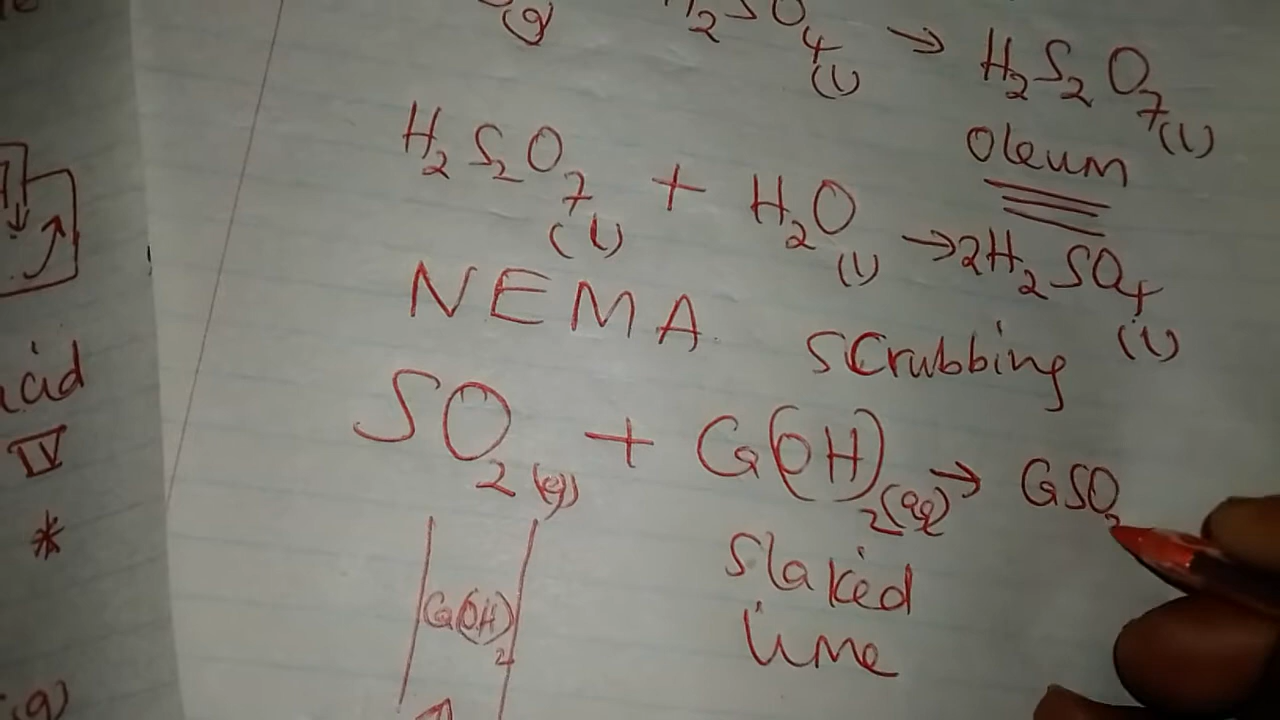 (g) H₂SO₄(l) → H₂S₂O₇(l)
Oleum
H₂S₂O₇(l) + H₂O(l) → 2H₂SO₄(l)
NEMA
Scrubbing
SO₂(g) + Ca(OH)₂(aq) → CaSO₃
Slaked
lime
Ca(OH)₂
IV
*
(g)